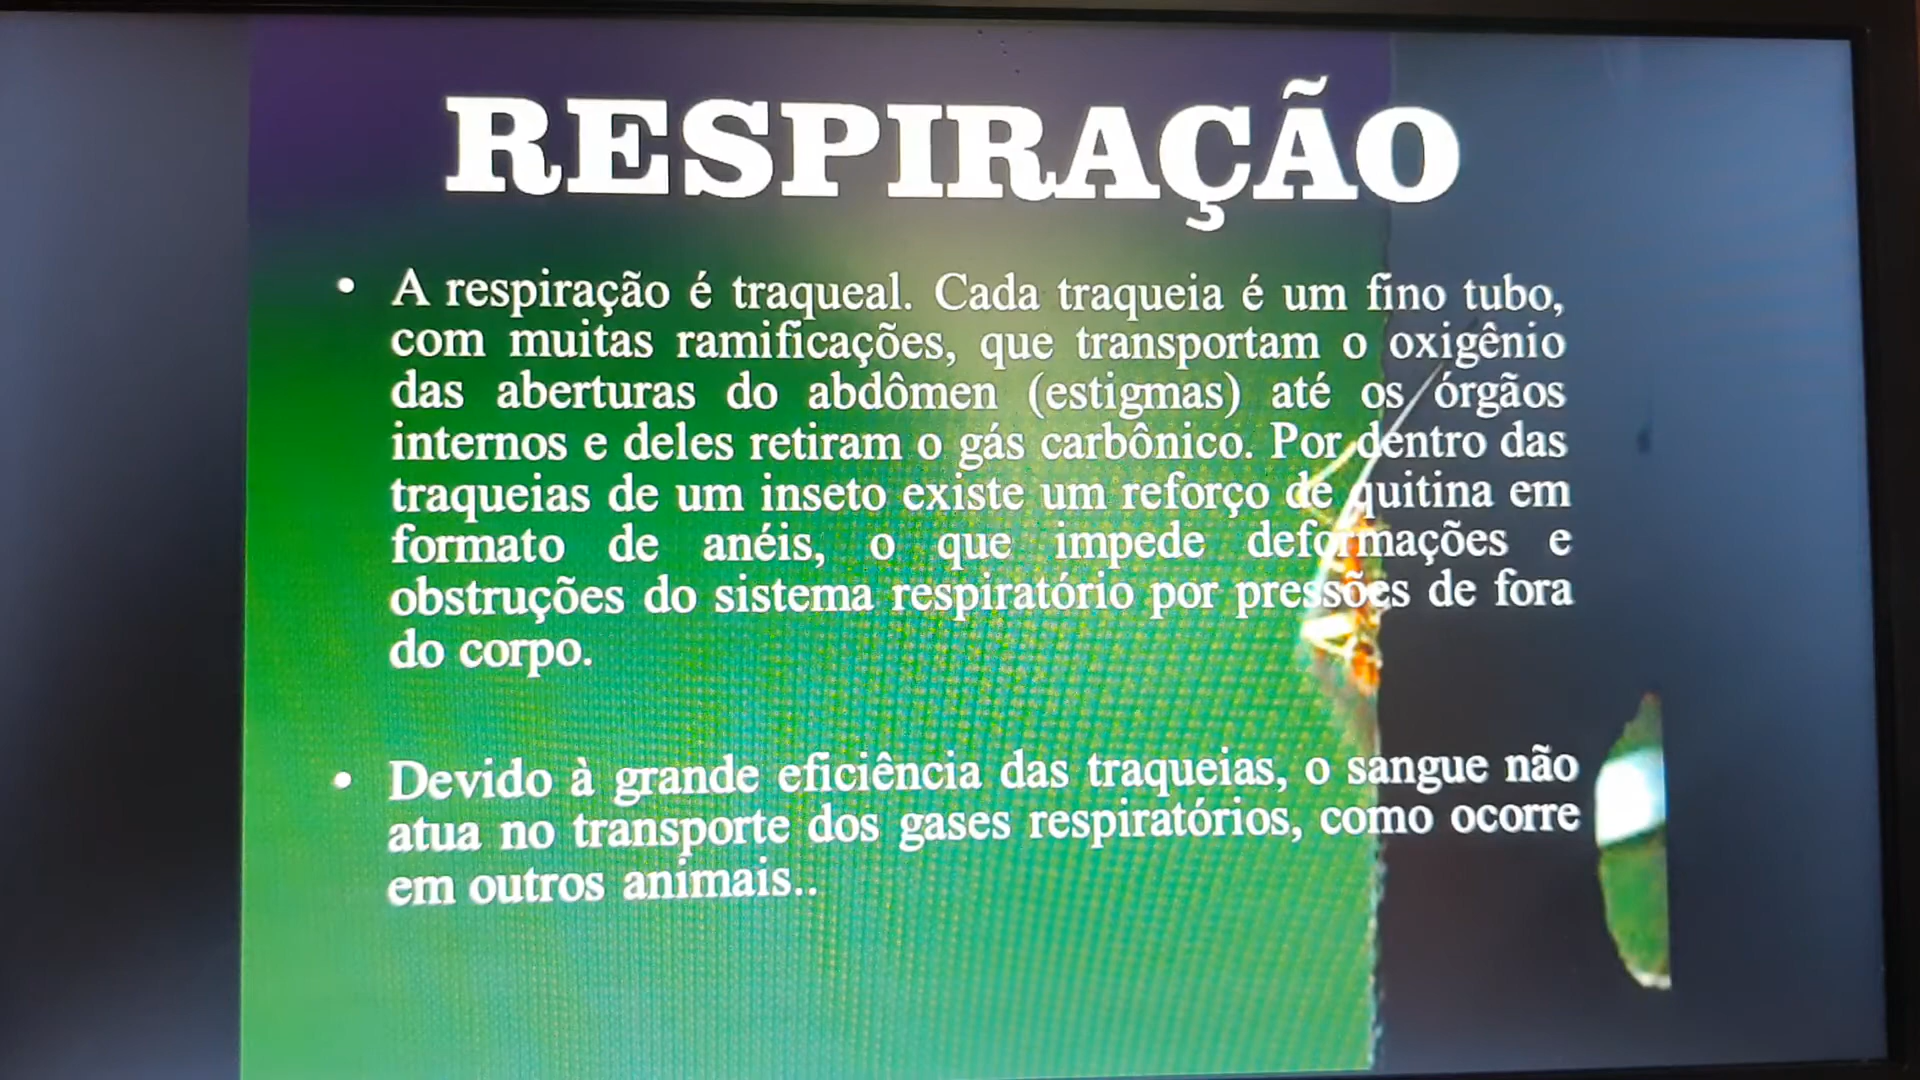 RESPIRAÇÃO
• A respiração é traqueal. Cada traqueia é um fino tubo,
com muitas ramificações, que transportam o oxigênio
das aberturas do abdômen (estigmas) até os órgãos
internos e deles retiram o gás carbônico. Por dentro das
traqueias de um inseto existe um reforço de quitina em
formato de anéis, o que impede deformações e
obstruções do sistema respiratório por pressões de fora
do corpo.
• Devido à grande eficiência das traqueias, o sangue não
atua no transporte dos gases respiratórios, como ocorre
em outros animais..